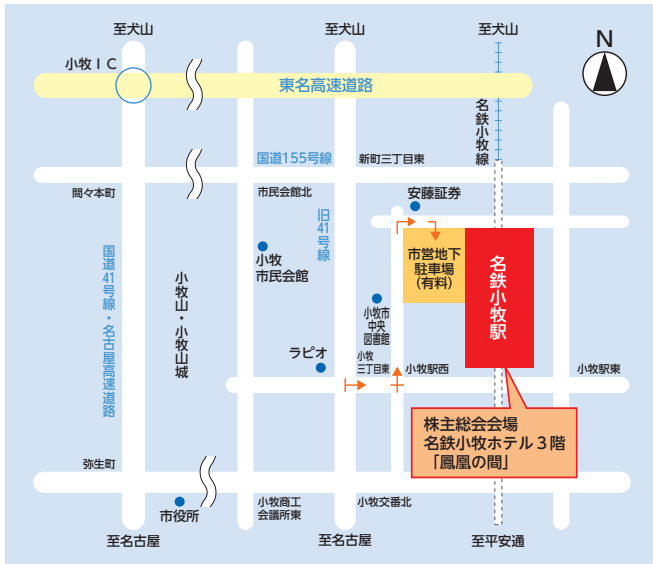 至犬山
至犬山
至犬山
N
小牧IC
東名高速道路
名鉄小牧線
国道155号線
新町三丁目東
間々本町
市民会館北
安藤証券
旧41号線
小牧
市民会館
市営地下
駐車場
(有料)
名鉄小牧駅
国道41号線・名古屋高速道路
小牧山・小牧山城
小牧市
中央
図書館
ラピオ
小牧
三丁目東
小牧駅西
小牧駅東
株主総会会場
名鉄小牧ホテル3階
「鳳凰の間」
弥生町
市役所
小牧商工
会議所東
小牧交番北
至名古屋
至名古屋
至平安通